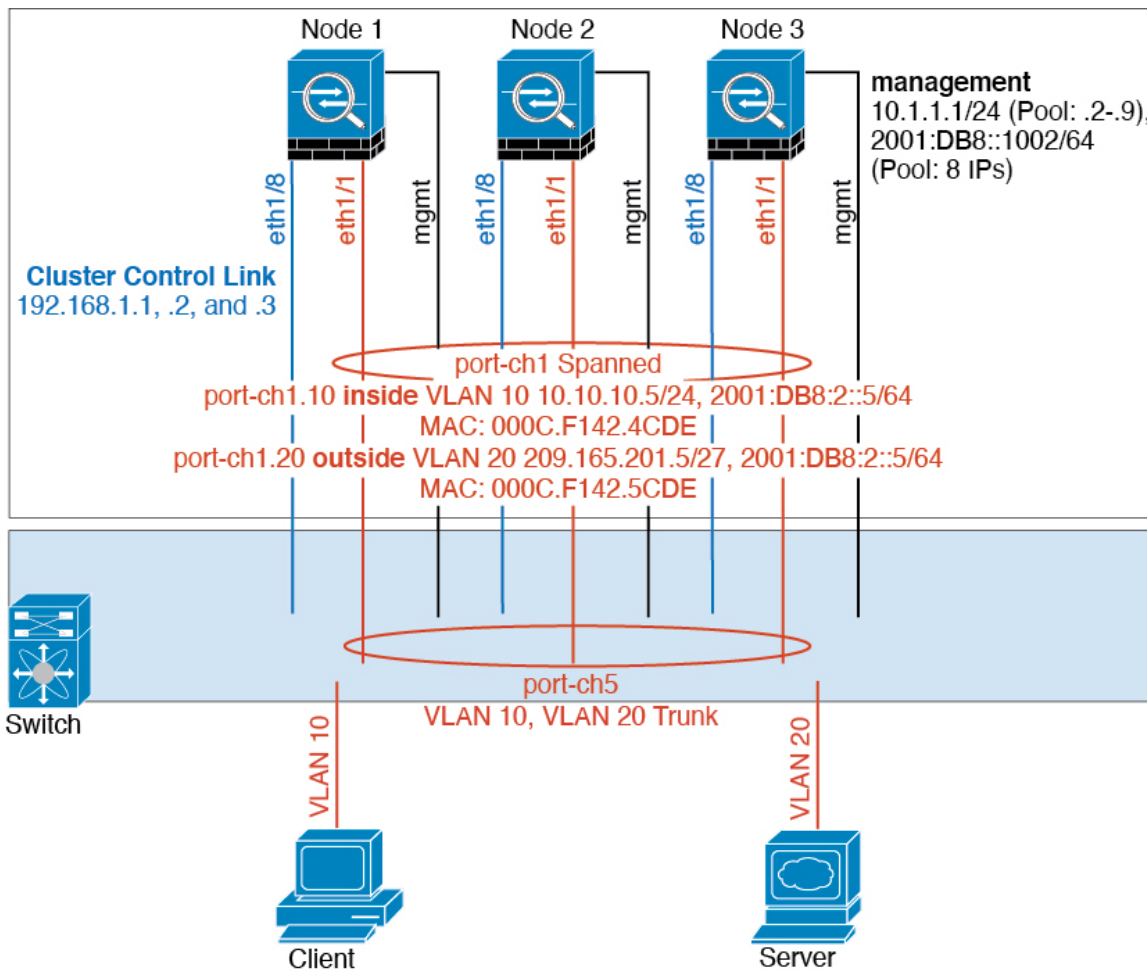 Node 1
Node 2
Node 3
management
10.1.1.1/24 (Pool: .2-.9),
2001:DB8::1002/64
(Pool: 8 IPs)
eth1/8
eth1/1
mgmt
eth1/8
eth1/1
mgmt
eth1/8
eth1/1
mgmt
Cluster Control Link
192.168.1.1, .2, and .3
port-ch1 Spanned
port-ch1.10 inside VLAN 10 10.10.10.5/24, 2001:DB8:2::5/64
MAC: 000C.F142.4CDE
port-ch1.20 outside VLAN 20 209.165.201.5/27, 2001:DB8:2::5/64
MAC: 000C.F142.5CDE
Switch
port-ch5
VLAN 10, VLAN 20 Trunk
VLAN 10
VLAN 20
Client
Server